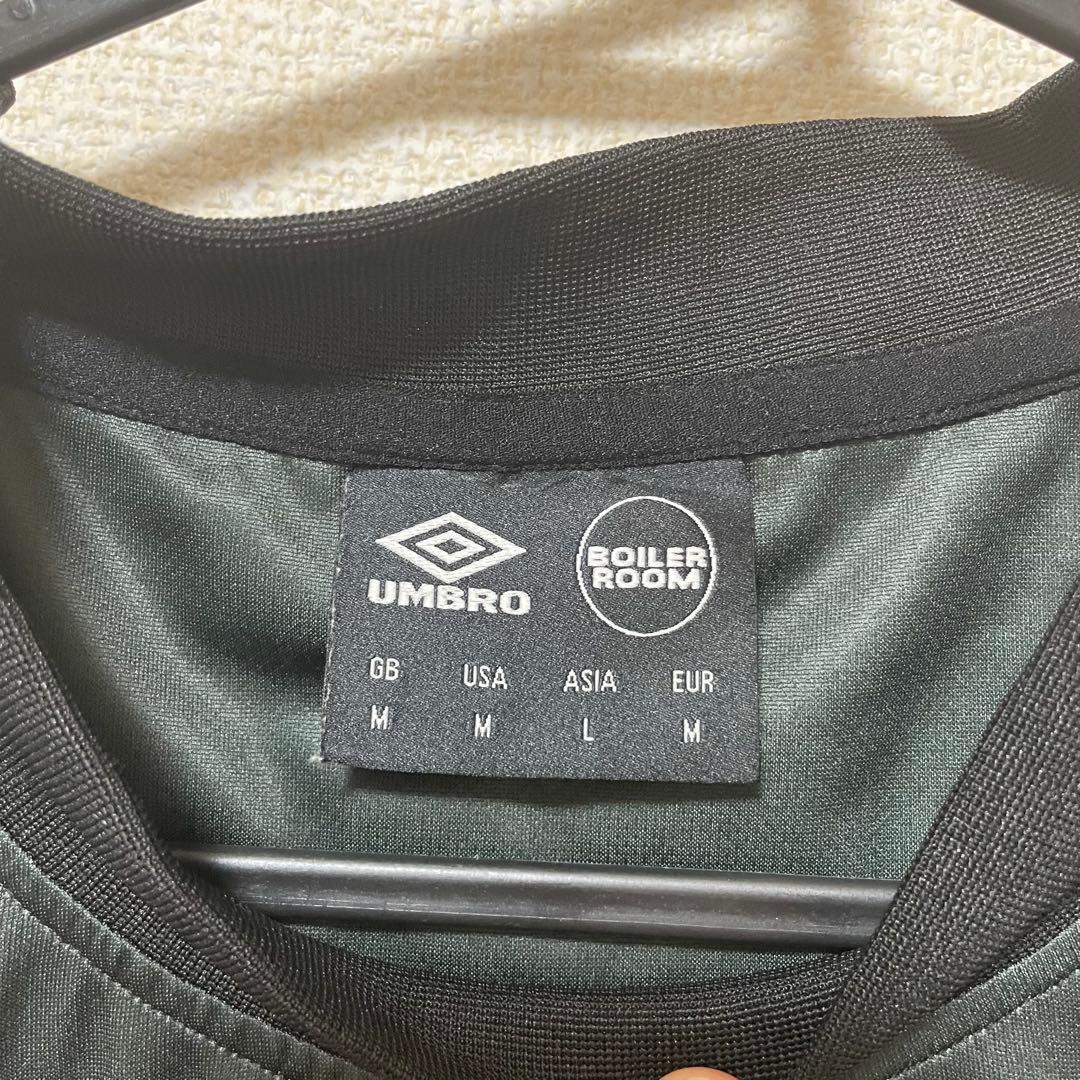 UMBRO
BOILER
ROOM
GB USA ASIA EUR
M M L M